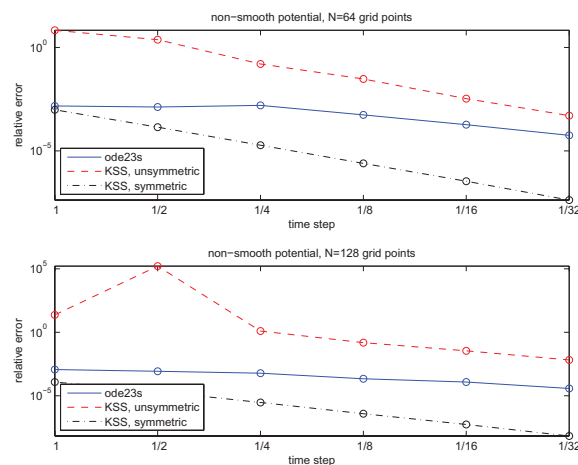 non-smooth potential, N=64 grid points
10^0
10^-5
relative error
ode23s
KSS, unsymmetric
KSS, symmetric
1 1/2 1/4 1/8 1/16 1/32
time step
non-smooth potential, N=128 grid points
10^5
10^0
10^-5
relative error
ode23s
KSS, unsymmetric
KSS, symmetric
1 1/2 1/4 1/8 1/16 1/32
time step